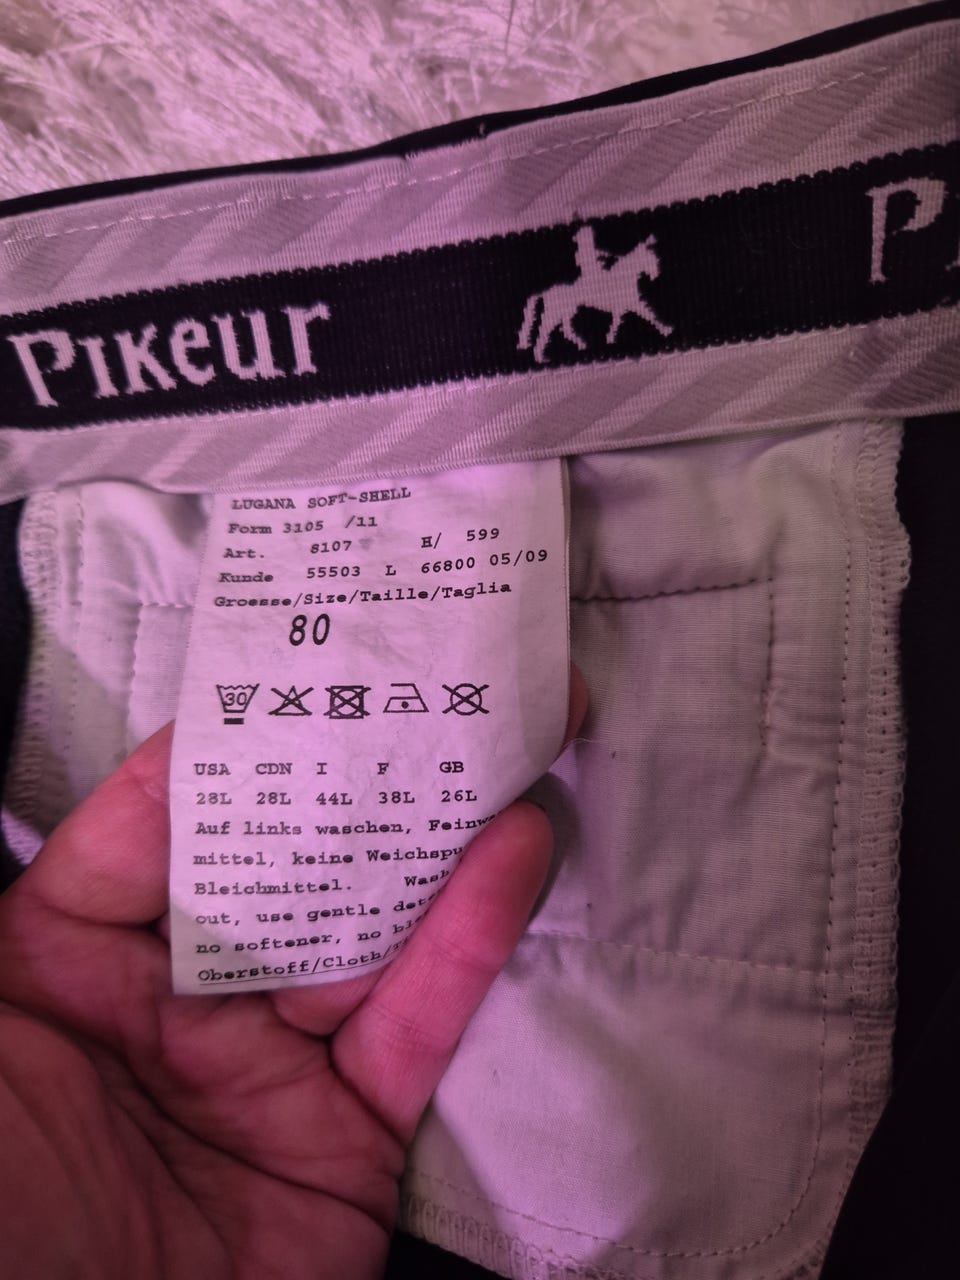 Pikeur
LUGANA SOFT-SHELL
Form 3105 /11
Art. 8107 H/ 599
Kunde 55503 L 66800 05/09
Groesse/Size/Taille/Taglia
80
30
USA CDN I F GB
28L 28L 44L 38L 26L
Auf links waschen,
mittel, keine
Bleichmittel.
out, use gentle
no softener, no
Oberstoff/Cloth/